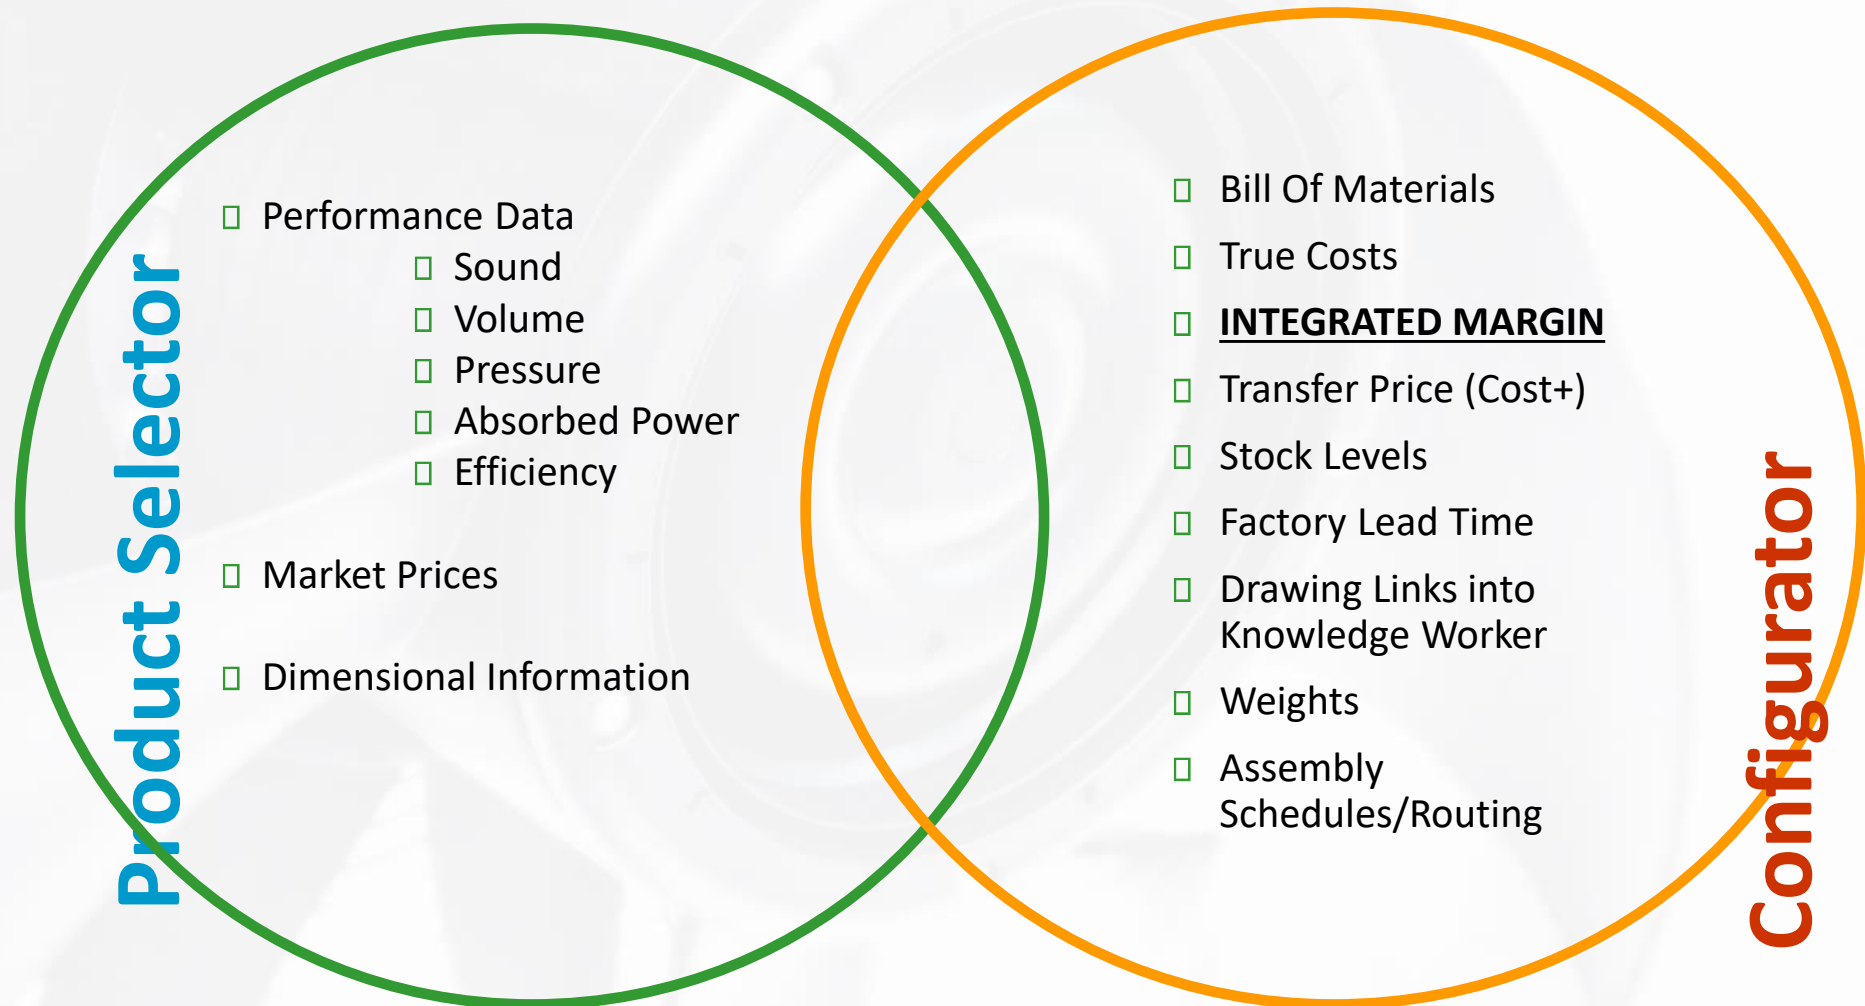 Product Selector
Performance Data
Sound
Volume
Pressure
Absorbed Power
Efficiency
Market Prices
Dimensional Information
Bill Of Materials
True Costs
INTEGRATED MARGIN
Transfer Price (Cost+)
Stock Levels
Factory Lead Time
Drawing Links into
Knowledge Worker
Weights
Assembly
Schedules/Routing
Configurator